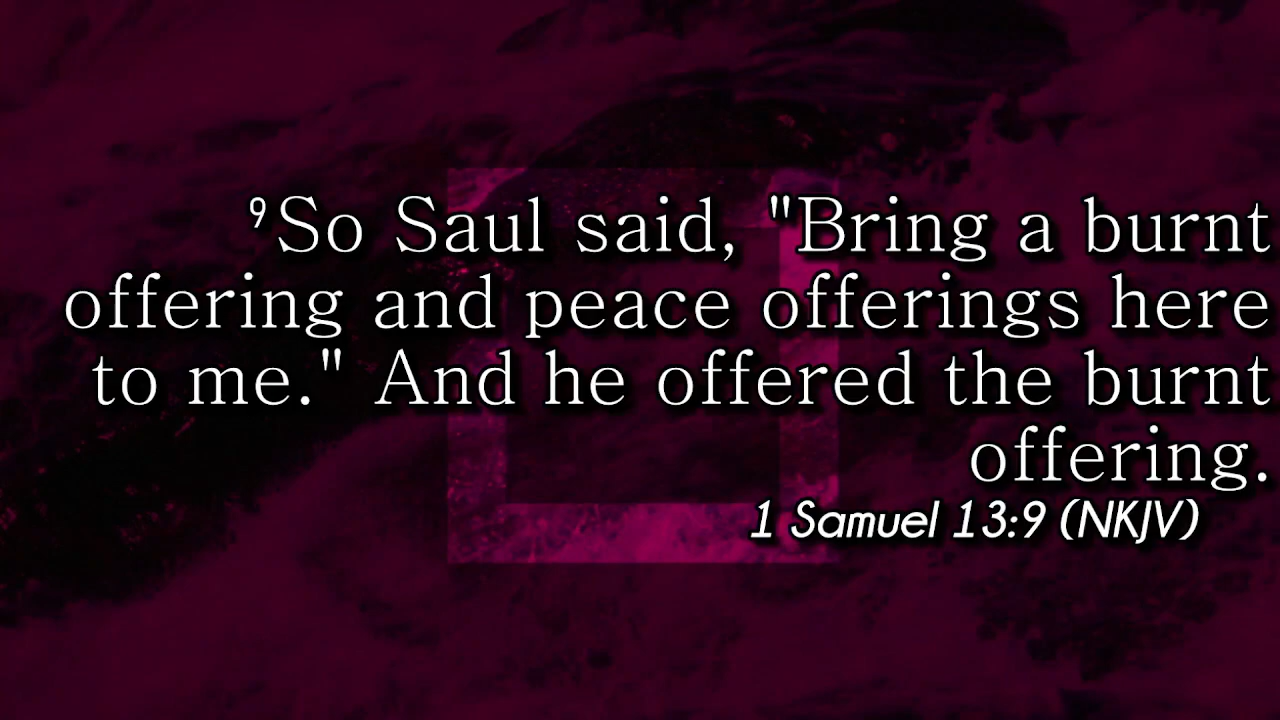 ⁹So Saul said, "Bring a burnt
offering and peace offerings here
to me." And he offered the burnt
offering.
1 Samuel 13:9 (NKJV)